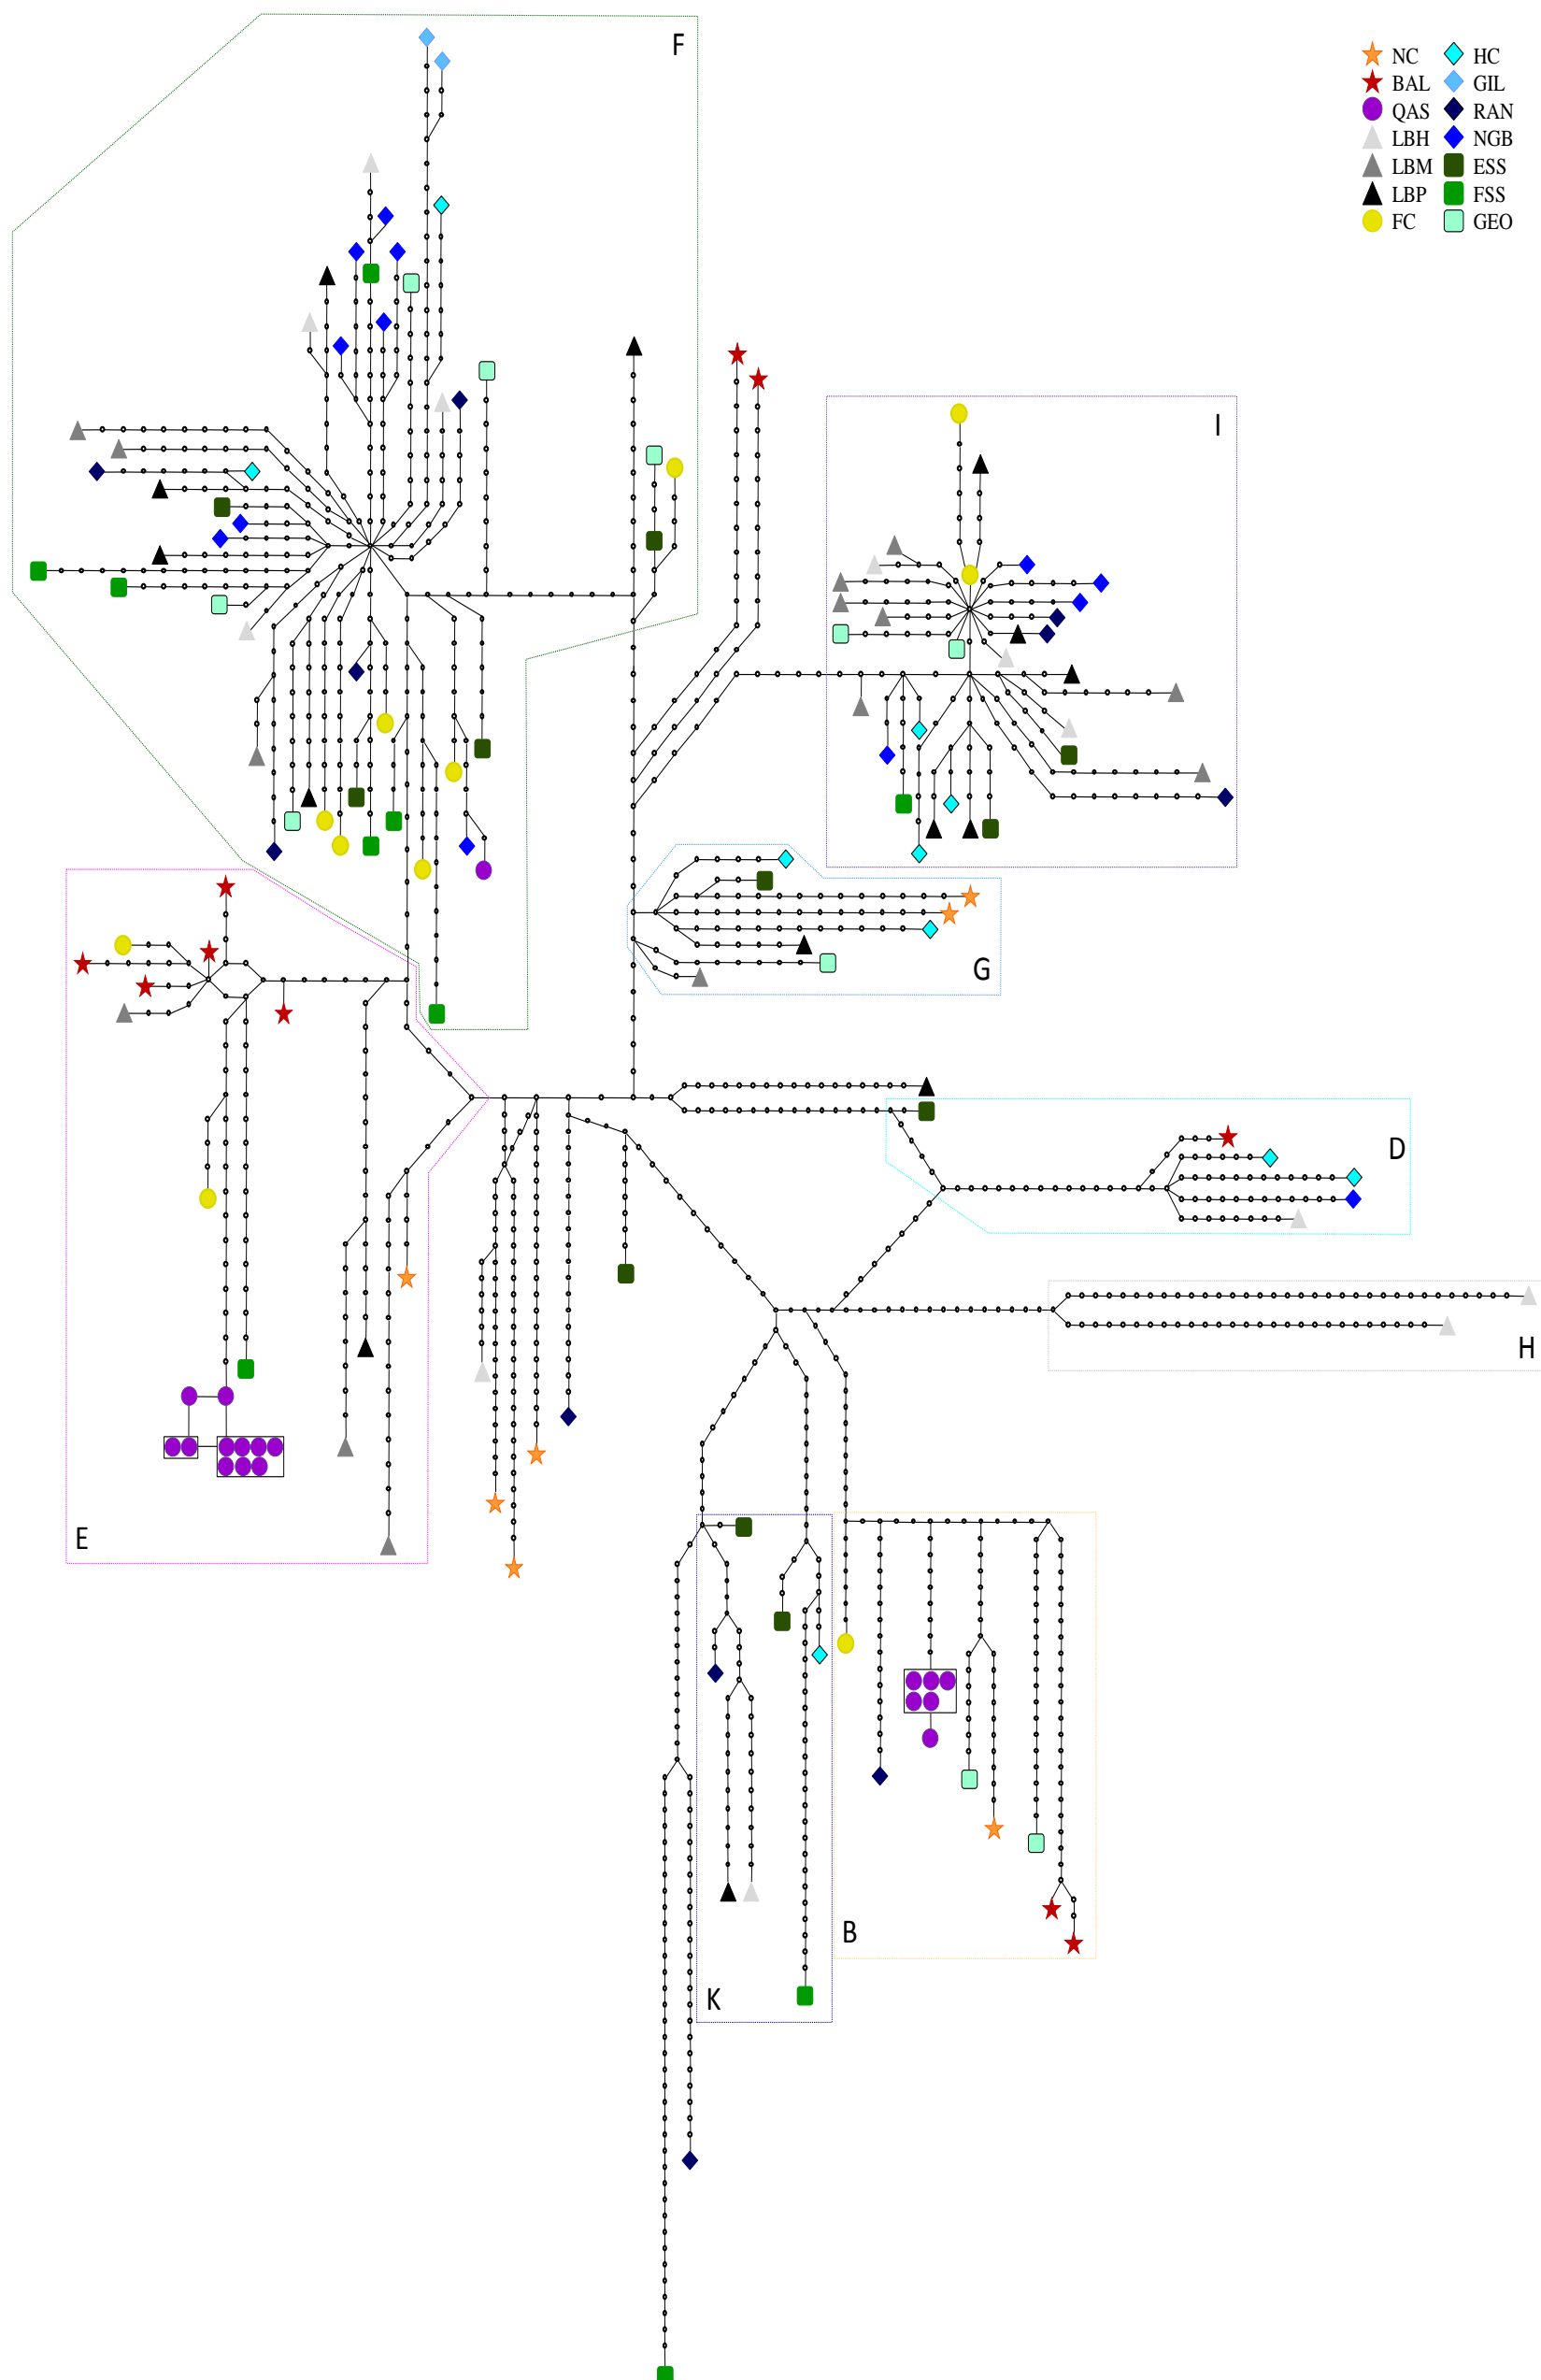 F
NC HC
BAL GIL
QAS RAN
LBH NGB
LBM ESS
LBP FSS
FC GEO
I
G
D
H
E
B
K